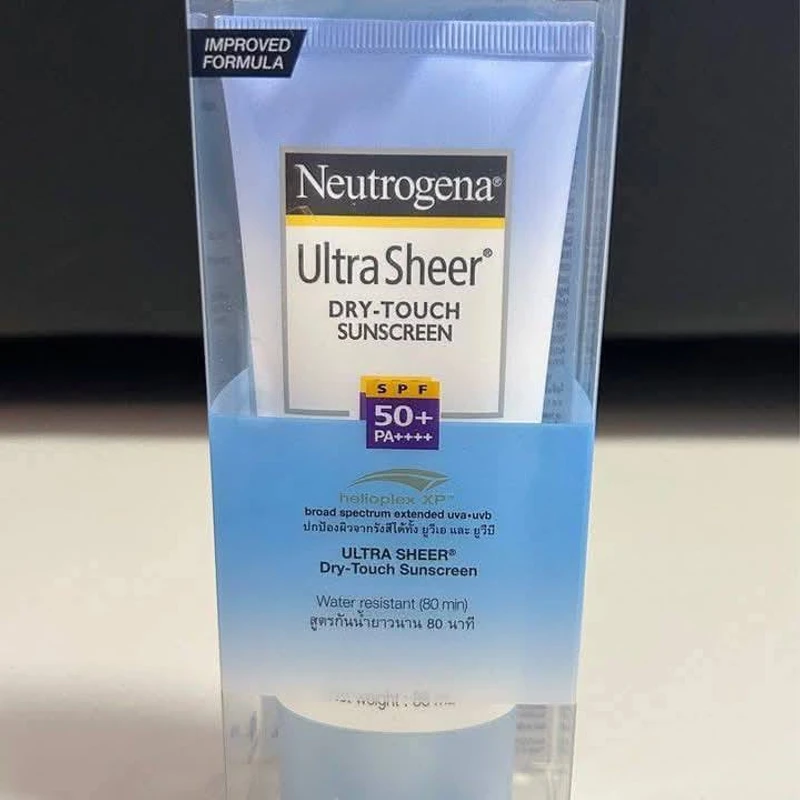 IMPROVED
FORMULA
Neutrogena®
Ultra Sheer®
DRY-TOUCH
SUNSCREEN
SPF
50+
PA++++
helioplex XP™
broad spectrum extended uva•uvb
ปกป้องผิวจากรังสีได้ทั้ง ยูวีเอ และ ยูวีบี
ULTRA SHEER®
Dry-Touch Sunscreen
Water resistant (80 min)
สูตรกันน้ำยาวนาน 80 นาที
weight :